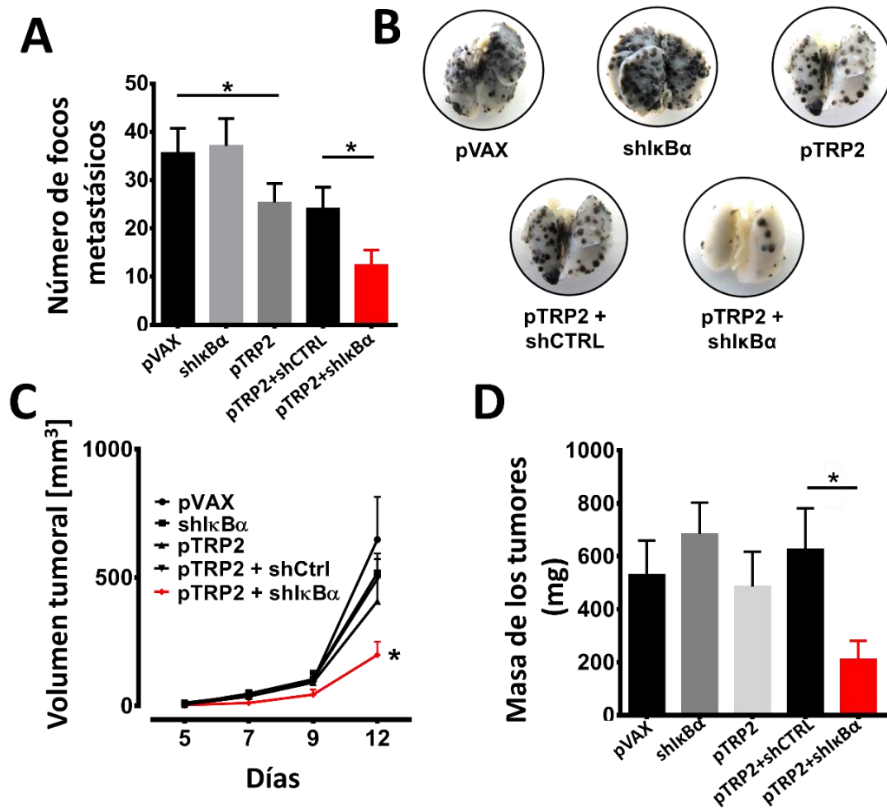 A
Número de focos
metastásicos
50
40
30
20
10
0
*
*
pVAX
shIκBα
pTRP2
pTRP2+shCTRL
pTRP2+shIκBα
B
pVAX
shIκBα
pTRP2
pTRP2 +
shCTRL
pTRP2 +
shIκBα
C
Volumen tumoral [mm³]
1000
500
0
pVAX
shIκBα
pTRP2
pTRP2 + shCtrl
pTRP2 + shIκBα
*
5 7 9 12
Días
D
Masa de los tumores
(mg)
1000
800
600
400
200
0
*
pVAX
shIκBα
pTRP2
pTRP2+shCTRL
pTRP2+shIκBα